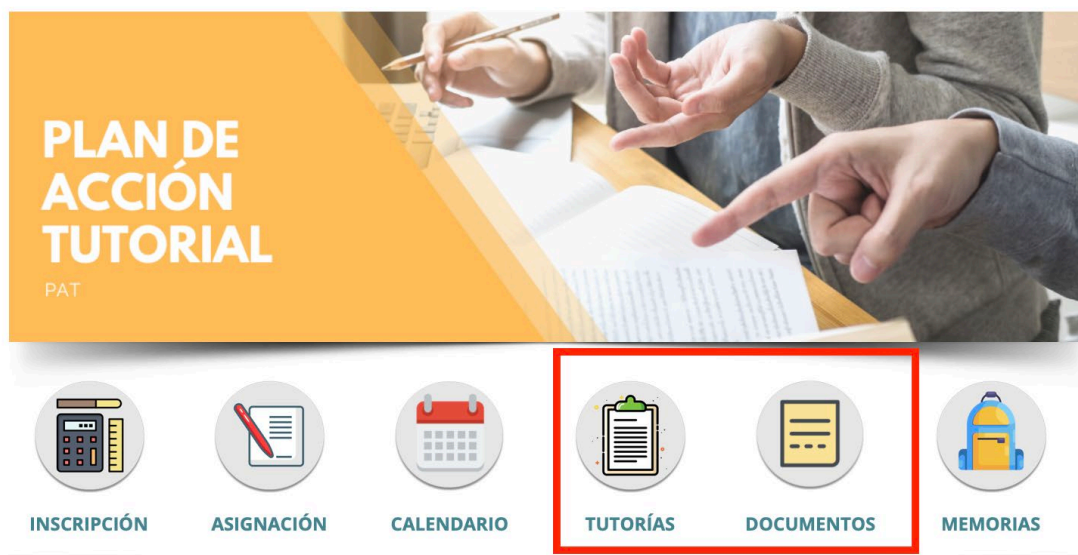 PLAN DE
ACCIÓN
TUTORIAL
PAT
INSCRIPCIÓN
ASIGNACIÓN
CALENDARIO
TUTORÍAS
DOCUMENTOS
MEMORIAS